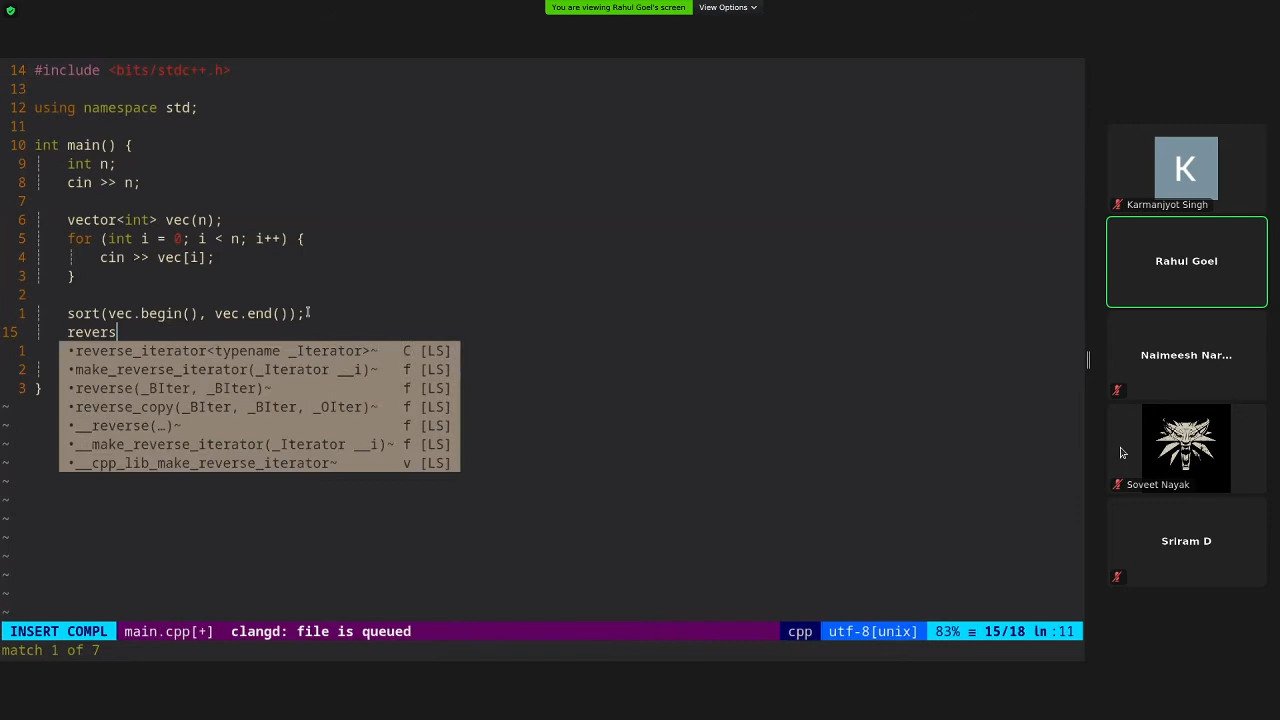 You are viewing Rahul Goel's screen View Options
14 #include <bits/stdc++.h>
13
12 using namespace std;
11
10 int main() {
9 int n;
8 cin >> n;
7
6 vector<int> vec(n);
5 for (int i = 0; i < n; i++) {
4 cin >> vec[i];
3 }
2
1 sort(vec.begin(), vec.end());
15 revers
1 •reverse_iterator<typename _Iterator>~ C [LS]
2 •make_reverse_iterator(_Iterator __i)~ f [LS]
3 } •reverse(_BIter, _BIter)~ f [LS]
~ •reverse_copy(_BIter, _BIter, _OIter)~ f [LS]
~ •__reverse(…)~ f [LS]
~ •__make_reverse_iterator(_Iterator __i)~ f [LS]
~ •__cpp_lib_make_reverse_iterator~ v [LS]
~
~
~
~
~
~
~
~
INSERT COMPL main.cpp[+] clangd: file is queued cpp utf-8[unix] 83% ≡ 15/18 ln :11
match 1 of 7
K
Karmanjyot Singh
Rahul Goel
Naimeesh Nar...
Soveet Nayak
Sriram D